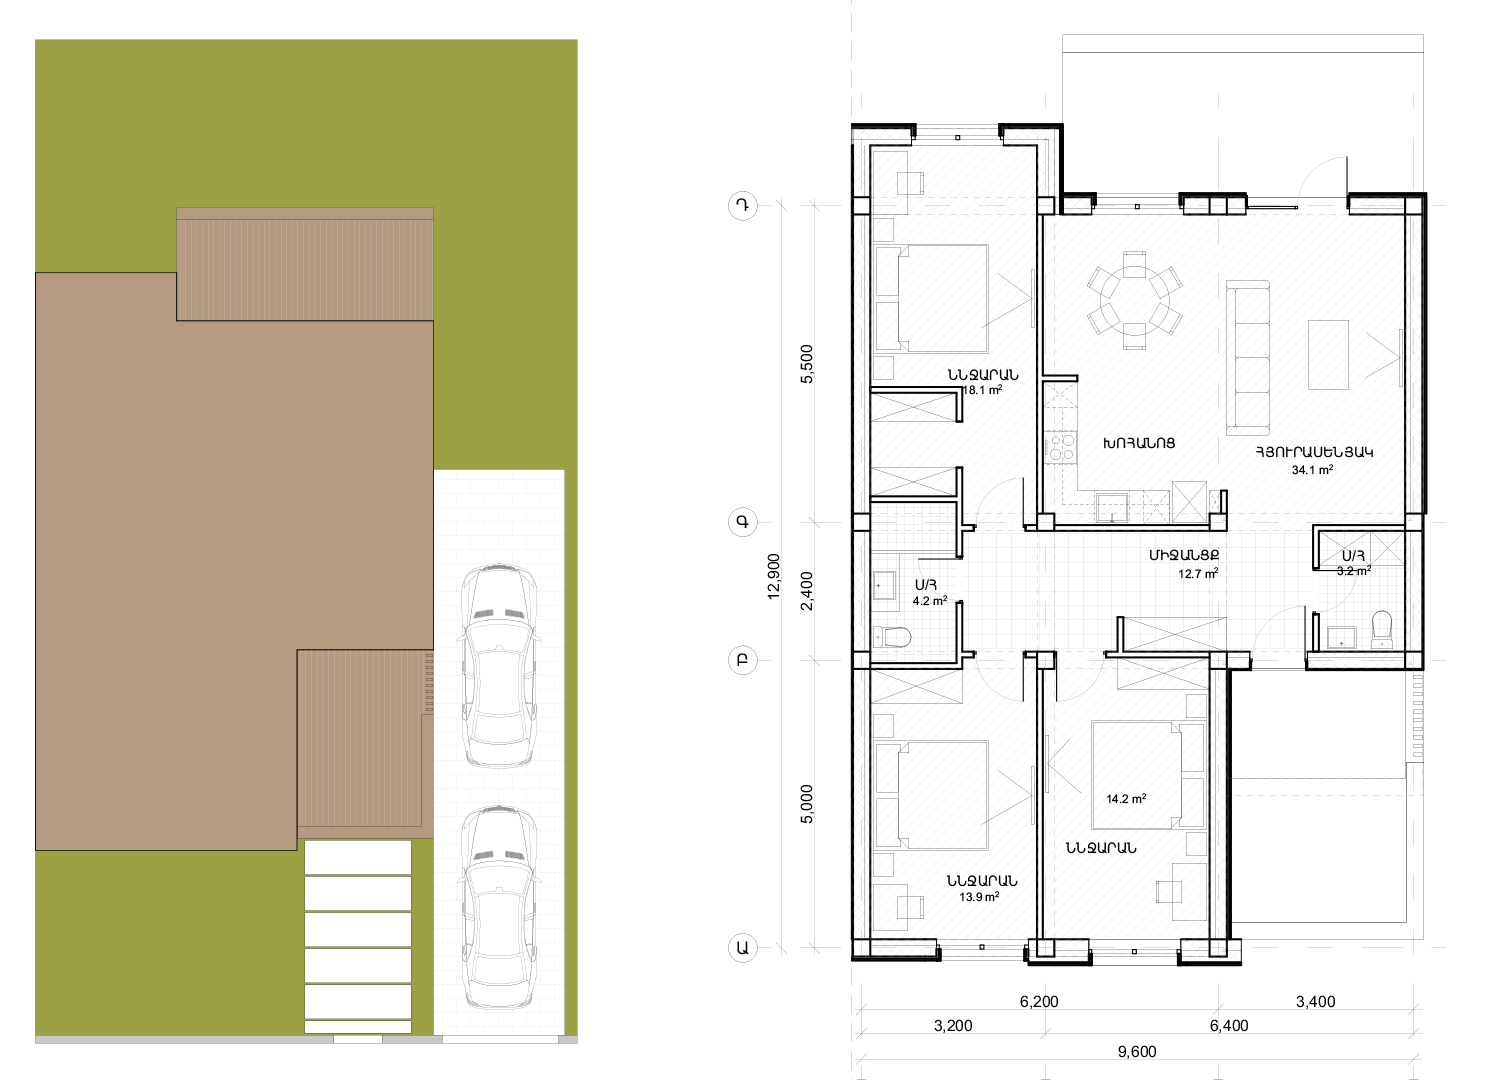 Դ
ՆՆՋԱՐԱՆ
18.1 m²
5,500
ԽՈՀԱՆՈՑ
ՀՅՈՒՐԱՍԵՆՅԱԿ
34.1 m²
Գ
12,900
2,400
ՄԻՋԱՆՑՔ
12.7 m²
Ս/Հ
3.2 m²
Ս/Հ
4.2 m²
Բ
5,000
14.2 m²
ՆՆՋԱՐԱՆ
ՆՆՋԱՐԱՆ
13.9 m²
Ա
6,200
3,400
3,200
6,400
9,600